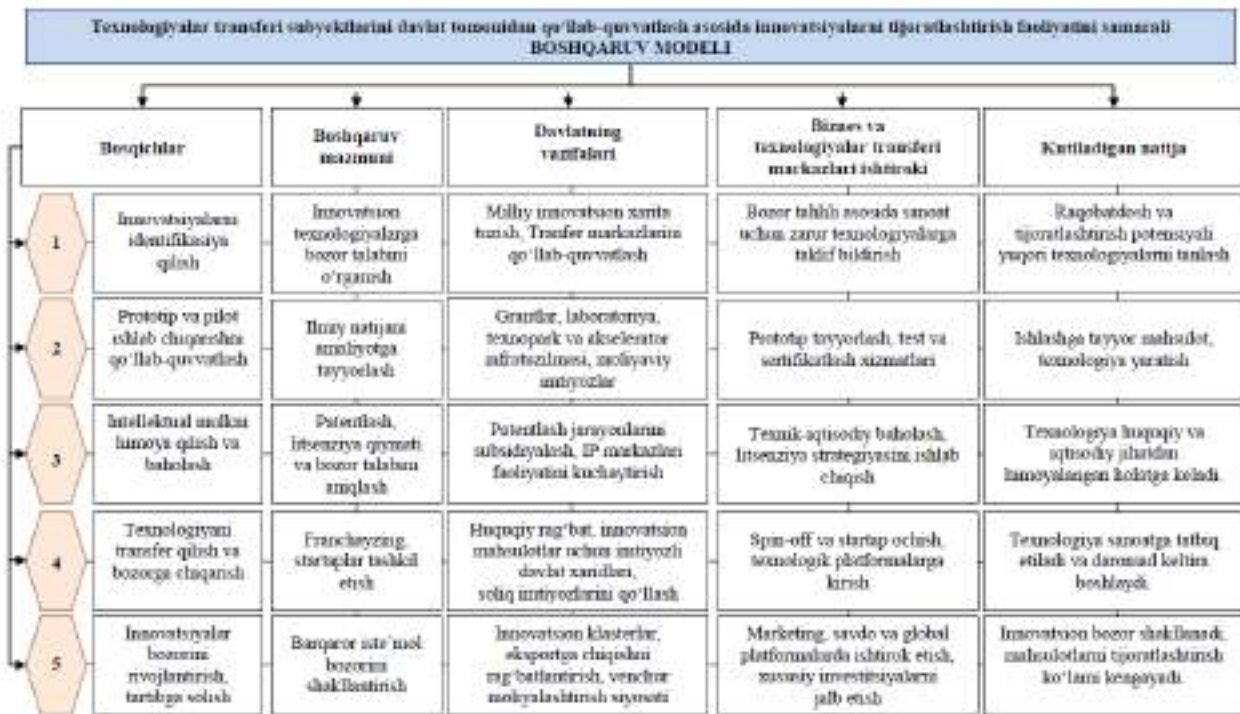 Texnologiyalar transferi subyektlarini davlat tomonidan qo‘llab-quvvatlash asosida innovatsiyalarni tijoratlashtirish faoliyatini samarali
BOSHQARUV MODELI
Bosqichlar
Boshqaruv
mazmuni
Davlatning
vazifalari
Biznes va
texnologiyalar transferi
markazlari ishtiroki
Kutiladigan natija
1
Innovatsiyalarni
identifikasiya
qilish
Innovatsion
texnologiyalarga
bozor talabini
o‘rganish
Milliy innovatsion xarita
tuzish, Transfer markazlarini
qo‘llab-quvvatlash
Bozor tahlili asosida sanoat
uchun zarur texnologiyalarga
taklif bildirish
Raqobatdosh va
tijoratlashtirish potensiyali
yuqori texnologiyalarni tanlash
2
Prototip va pilot
ishlab chiqarishni
qo‘llab-quvvatlash
Ilmiy natijani
amaliyotga
tayyorlash
Grantlar, laboratoriya,
texnopark va akselerator
infratuzilmasi, moliyaviy
imtiyozlar
Prototip tayyorlash, test va
sertifikatlash xizmatlari
Ishlashga tayyor mahsulot,
texnologiya yaratish
3
Intellektual mulkni
himoya qilish va
baholash
Patentlash,
litsenziya qiymati
va bozor talabini
aniqlash
Patentlash jarayonlarini
subsidiyalash, IP markazlari
faoliyatini kuchaytirish
Texnik-iqtisodiy baholash,
litsenziya strategiyasini ishlab
chiqish
Texnologiya huquqiy va
iqtisodiy jihatdan
himoyalangan holatga keladi
4
Texnologiyani
transfer qilish va
bozorga chiqarish
Franchayzing,
startaplar tashkil
etish
Huquqiy rag‘bat, innovatsion
mahsulotlar uchun imtiyozli
davlat xaridlari,
soliq imtiyozlarini qo‘llash
Spin-off va startap ochish,
texnologik platformalarga
kirish
Texnologiya sanoatga tatbiq
etiladi va daromad keltira
boshlaydi
5
Innovatsiyalar
bozorini
rivojlantirish,
tartibga solish
Barqaror iste’mol
bozorini
shakllantirish
Innovatsion klasterlar,
eksportga chiqishni
rag‘batlantirish, venchur
moliyalashtirish siyosati
Marketing, savdo va global
platformalarda ishtirok etish,
xususiy investitsiyalarni
jalb etish
Innovatsion bozor shakllanadi,
mahsulotlarni tijoratlashtirish
ko‘lami kengayadi